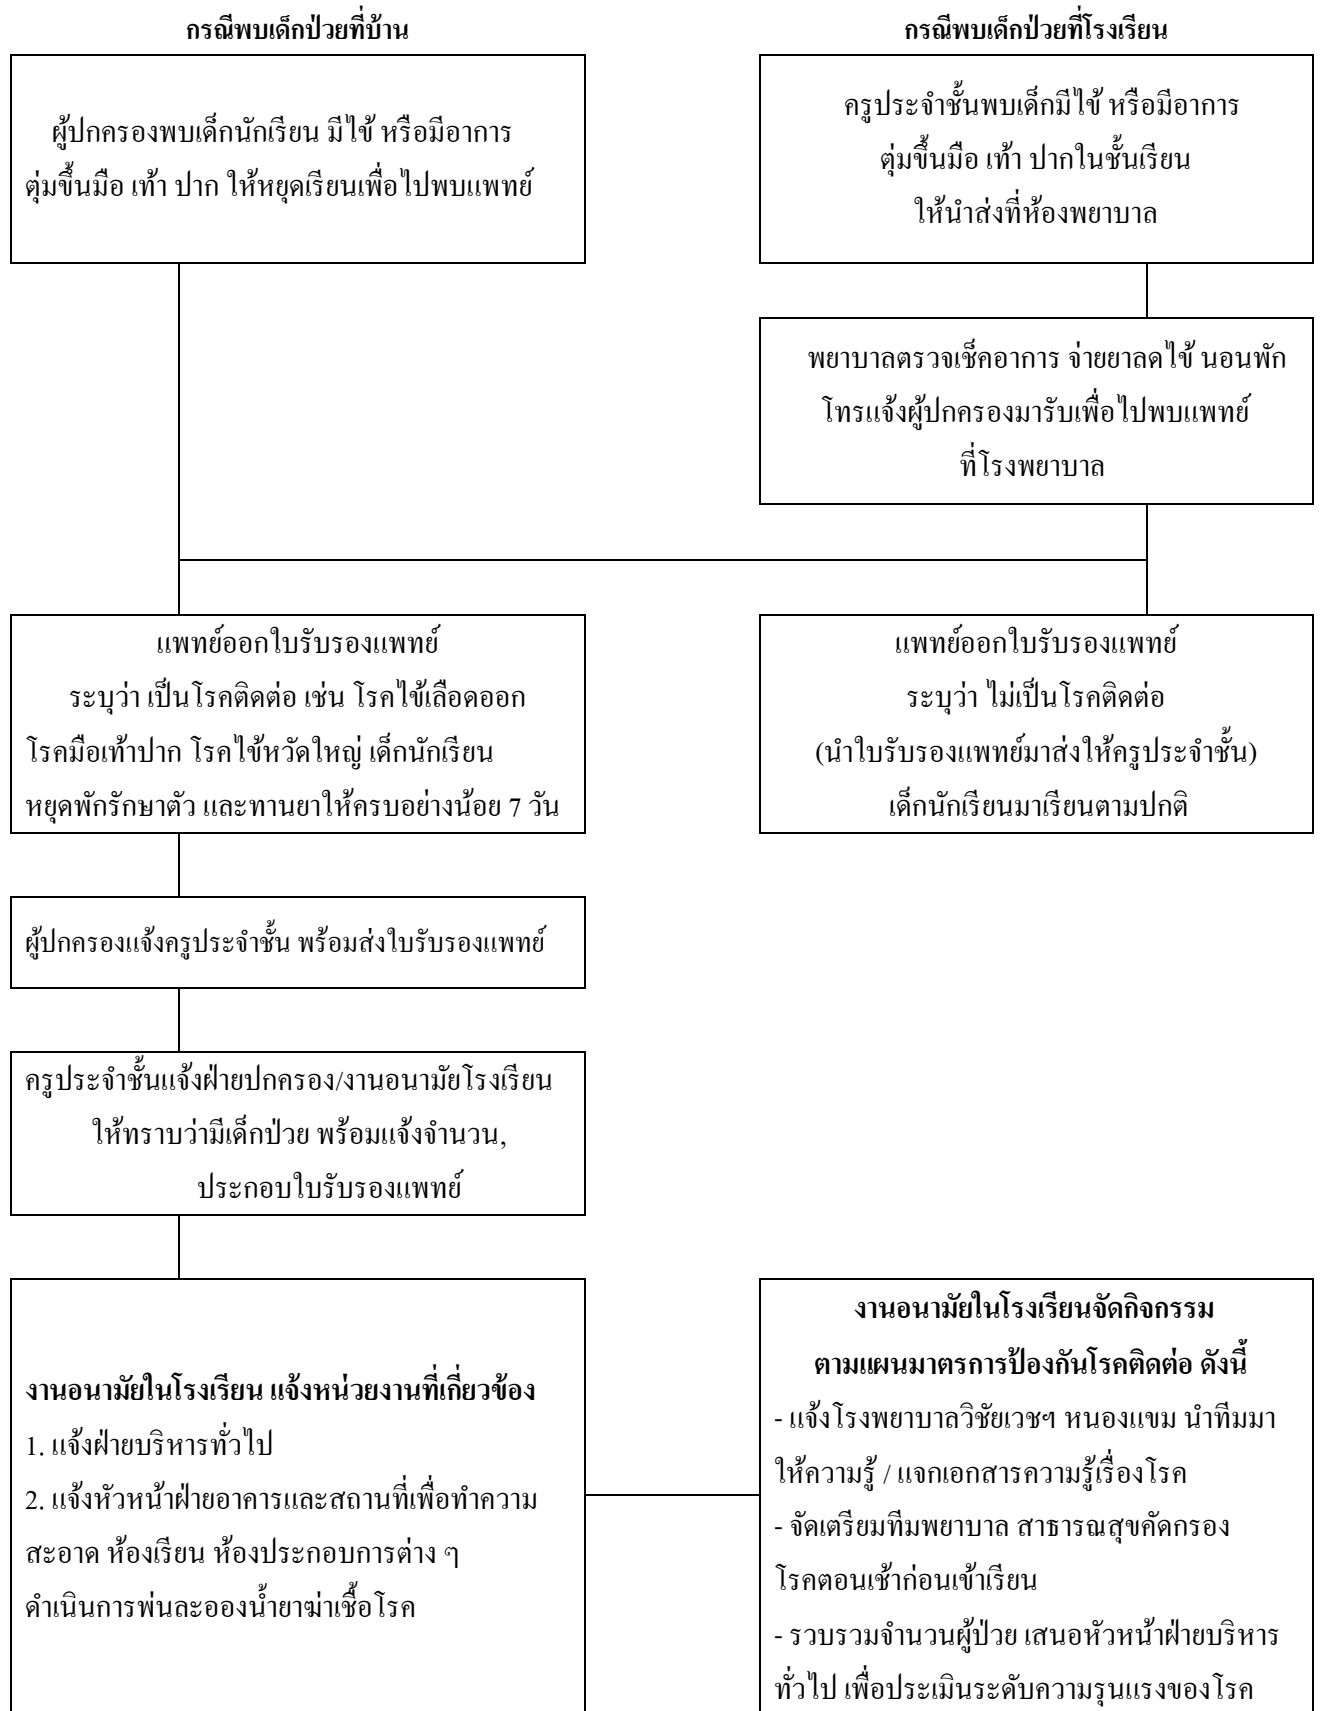 กรณีพบเด็กป่วยที่บ้าน
กรณีพบเด็กป่วยที่โรงเรียน
ผู้ปกครองพบเด็กนักเรียน มีไข้ หรือมีอาการ
ตุ่มขึ้นมือ เท้า ปาก ให้หยุดเรียนเพื่อไปพบแพทย์
ครูประจำชั้นพบเด็กมีไข้ หรือมีอาการ
ตุ่มขึ้นมือ เท้า ปากในชั้นเรียน
ให้นำส่งที่ห้องพยาบาล
พยาบาลตรวจเช็คอาการ จ่ายยาลดไข้ นอนพัก
โทรแจ้งผู้ปกครองมารับเพื่อไปพบแพทย์
ที่โรงพยาบาล
แพทย์ออกใบรับรองแพทย์
ระบุว่า เป็นโรคติดต่อ เช่น โรคไข้เลือดออก
โรคมือเท้าปาก โรคไข้หวัดใหญ่ เด็กนักเรียน
หยุดพักรักษาตัว และทานยาให้ครบอย่างน้อย 7 วัน
แพทย์ออกใบรับรองแพทย์
ระบุว่า ไม่เป็นโรคติดต่อ
(นำใบรับรองแพทย์มาส่งให้ครูประจำชั้น)
เด็กนักเรียนมาเรียนตามปกติ
ผู้ปกครองแจ้งครูประจำชั้น พร้อมส่งใบรับรองแพทย์
ครูประจำชั้นแจ้งฝ่ายปกครอง/งานอนามัยโรงเรียน
ให้ทราบว่ามีเด็กป่วย พร้อมแจ้งจำนวน,
ประกอบใบรับรองแพทย์
งานอนามัยในโรงเรียน แจ้งหน่วยงานที่เกี่ยวข้อง
1. แจ้งฝ่ายบริหารทั่วไป
2. แจ้งหัวหน้าฝ่ายอาคารและสถานที่เพื่อทำความ
สะอาด ห้องเรียน ห้องประกอบการต่าง ๆ
ดำเนินการพ่นละอองน้ำยาฆ่าเชื้อโรค
งานอนามัยในโรงเรียนจัดกิจกรรม
ตามแผนมาตรการป้องกันโรคติดต่อ ดังนี้
- แจ้งโรงพยาบาลวิชัยเวชฯ หนองแขม นำทีมมา
ให้ความรู้ / แจกเอกสารความรู้เรื่องโรค
- จัดเตรียมทีมพยาบาล สาธารณสุขคัดกรอง
โรคตอนเช้าก่อนเข้าเรียน
- รวบรวมจำนวนผู้ป่วย เสนอหัวหน้าฝ่ายบริหาร
ทั่วไป เพื่อประเมินระดับความรุนแรงของโรค